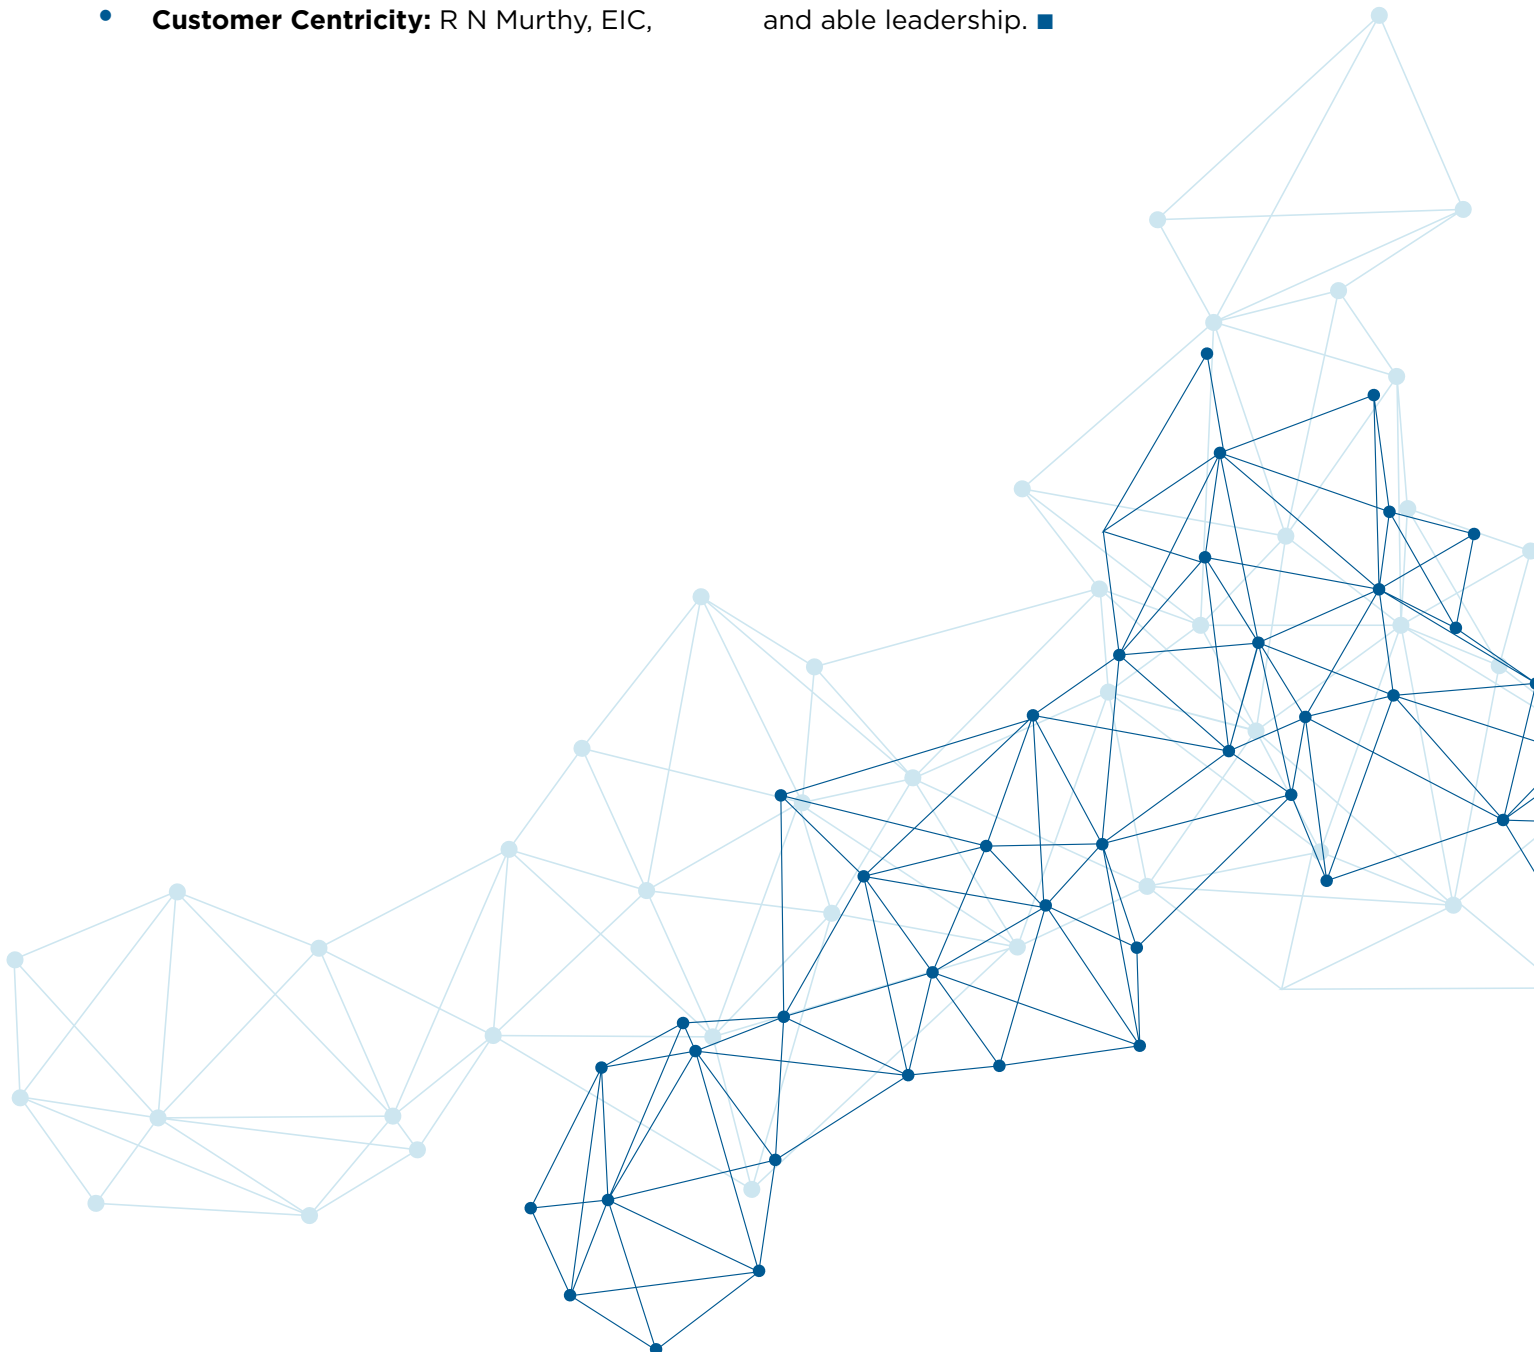 • Customer Centricity: R N Murthy, EIC,
and able leadership. ■